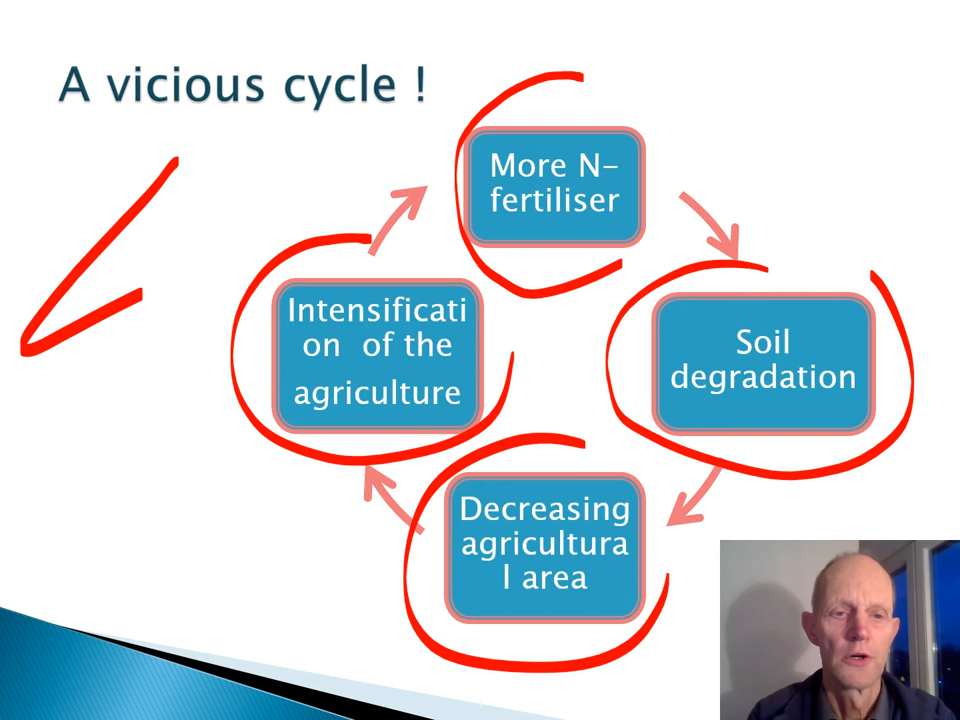 A vicious cycle !
More N-
fertiliser
Soil
degradation
Decreasing
agricultura
l area
Intensificati
on of the
agriculture